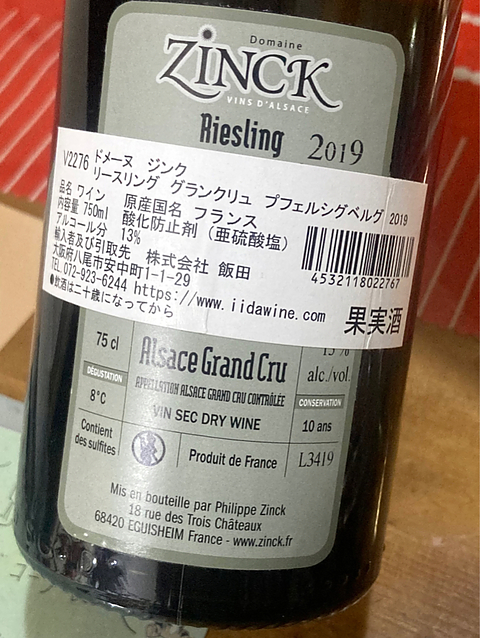 Domaine
ZiNCK
VINS D'ALSACE
Riesling 2019
V2276 ドメーヌ ジンク
リースリング グランクリュ プフェルシグベルグ 2019
品名 ワイン 原産国名 フランス
内容量 750ml 酸化防止剤（亜硫酸塩）
アルコール分 13%
輸入者及び引取先 株式会社 飯田
大阪府八尾市安中町1-1-29
TEL.072-923-6244 https://www.iidawine.com
●飲酒は二十歳になってから
4532118022767
果実酒
75 cl
Alsace Grand Cru
13 %
alc./vol.
APPELLATION ALSACE GRAND CRU CONTRÔLÉE
DÉGUSTATION
8°C
VIN SEC DRY WINE
CONSERVATION
10 ans
Contient
des sulfites
Produit de France
L3419
Mis en bouteille par Philippe Zinck
18 rue des Trois Châteaux
68420 EGUISHEIM France - www.zinck.fr